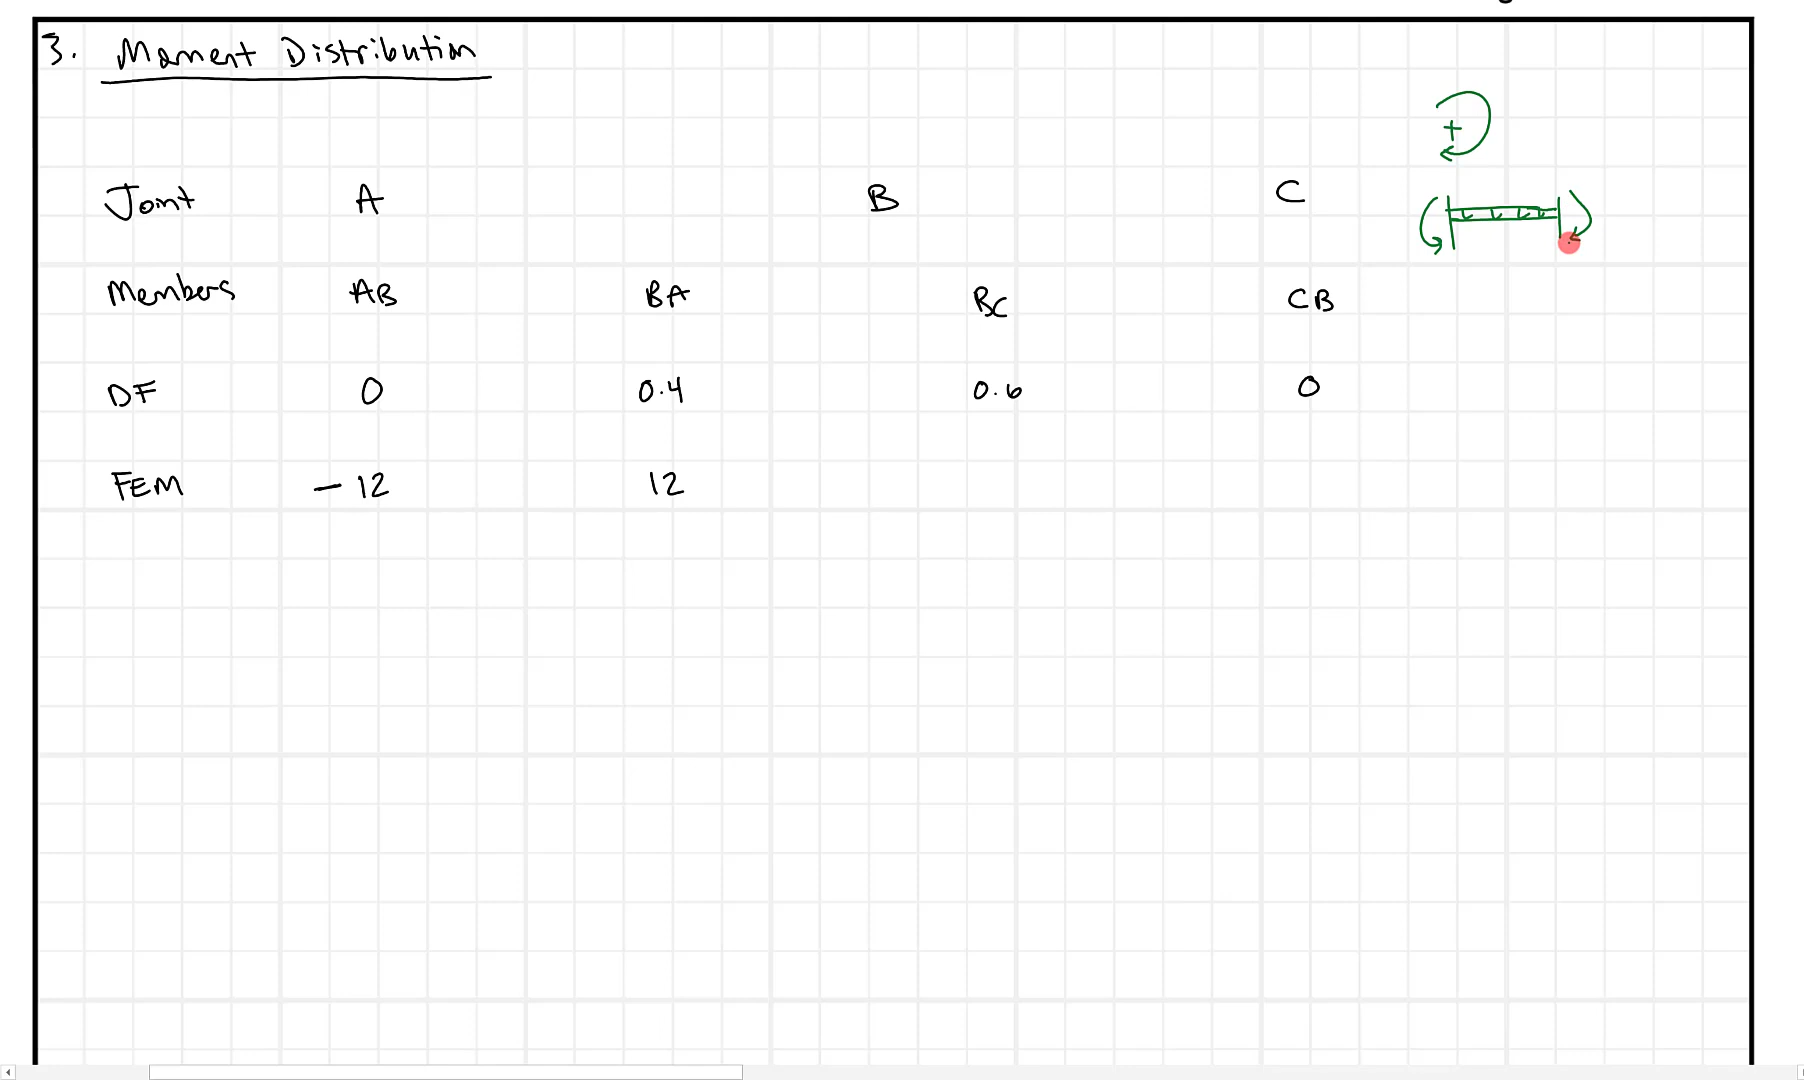 3. Moment Distribution
+
Joint A B C
Members AB BA BC CB
DF 0 0.4 0.6 0
FEM -12 12